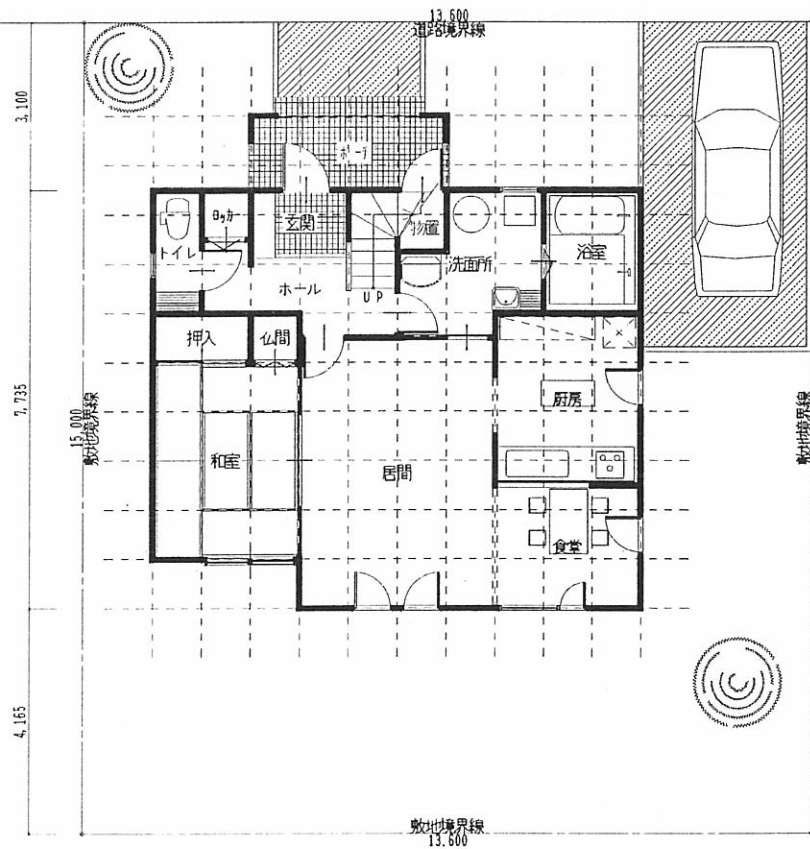 13.600
道路境界線
3,100
ポーチ
ロッカ
玄関
物置
トイレ
洗面所
浴室
ホール
UP
押入
仏間
7,735
15,000
敷地境界線
敷地境界線
厨房
和室
居間
食堂
4,165
敷地境界線
13.600